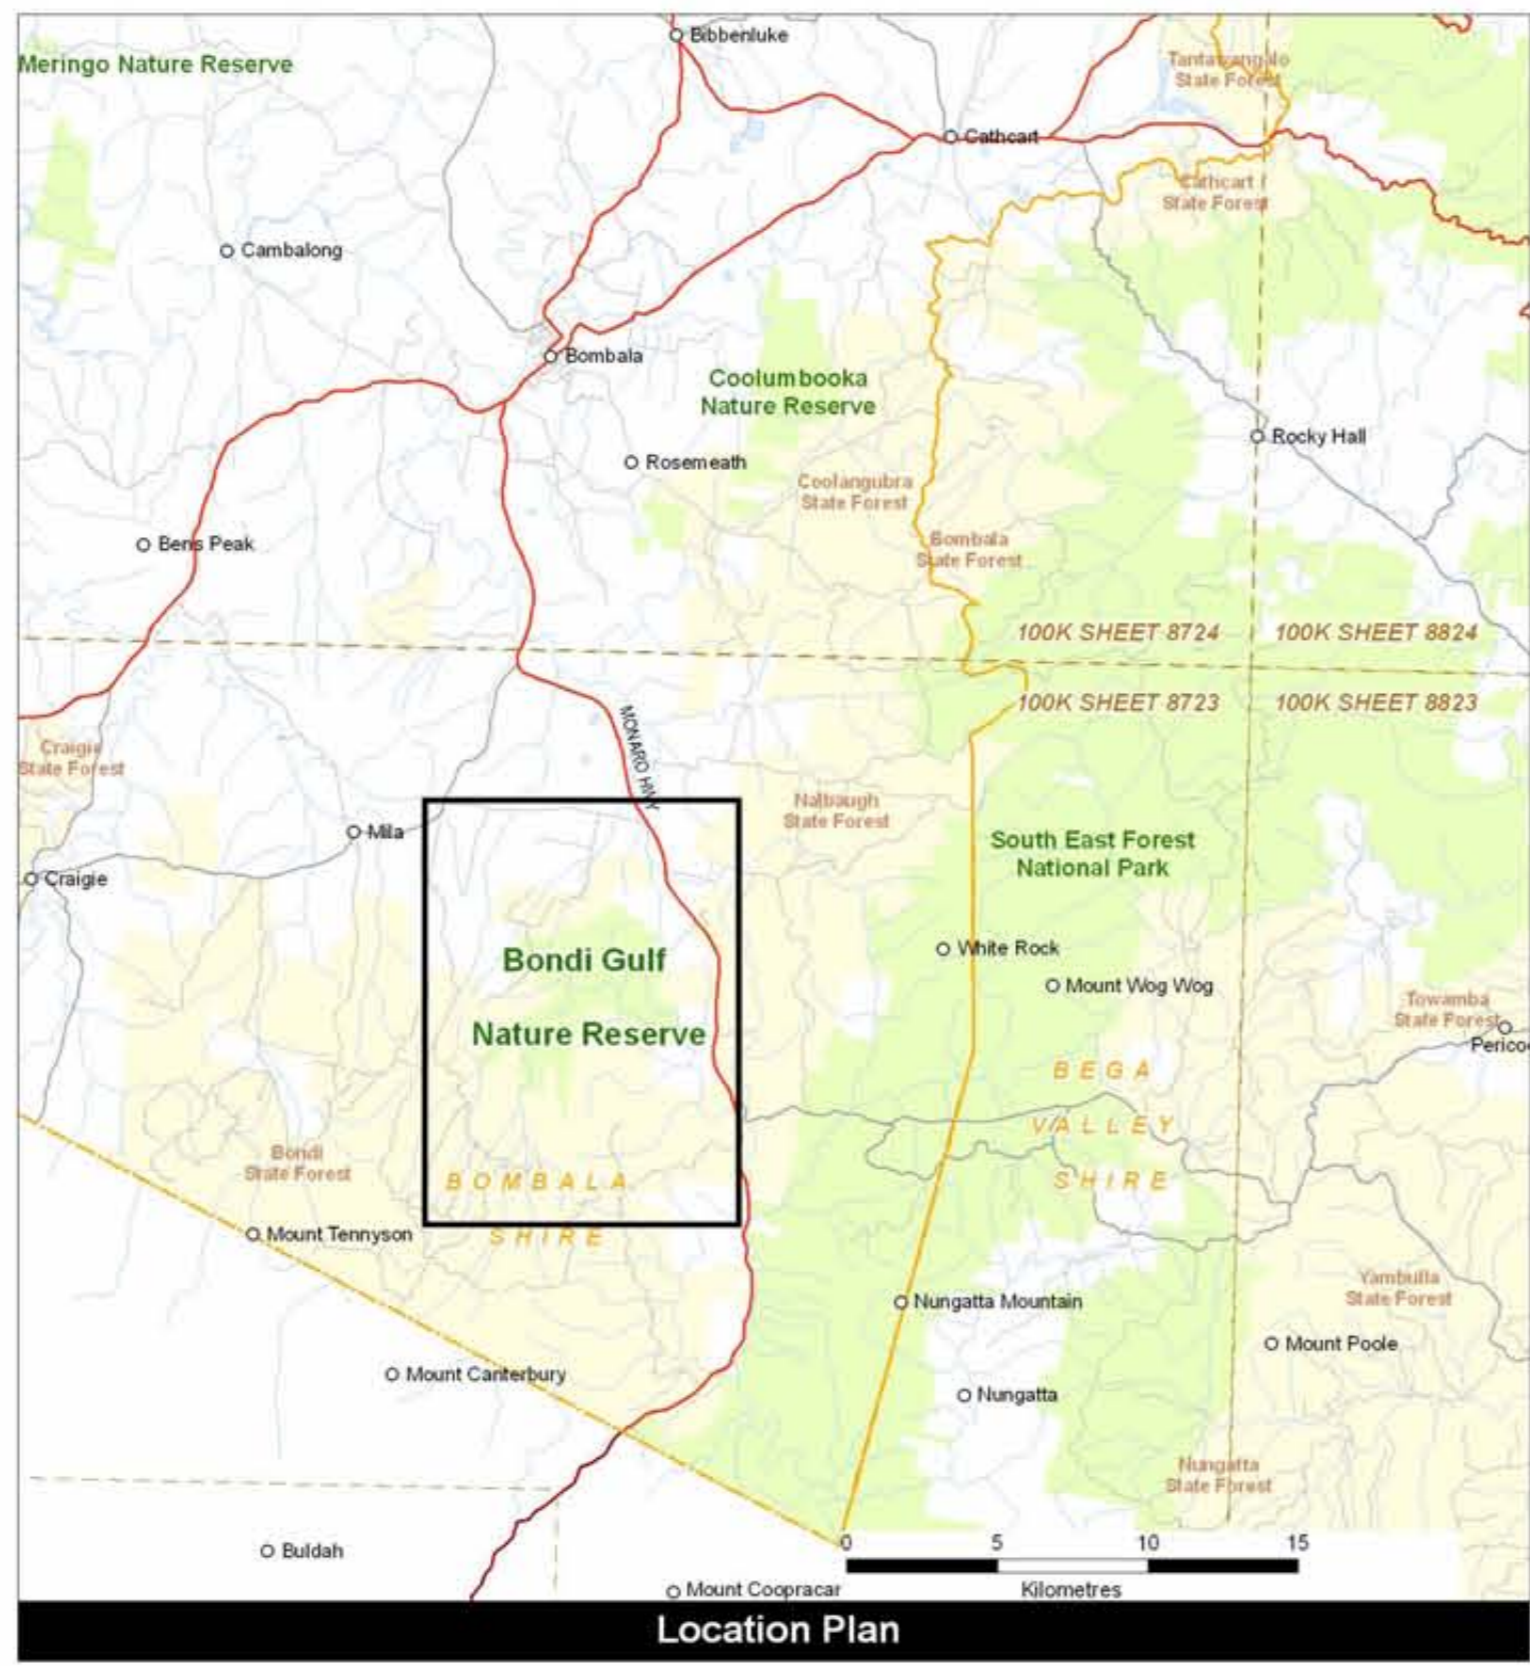 Bibbenluke
Meringo Nature Reserve
Tantawangalo
State Forest
Cathcart
Cathcart
State Forest
Cambalong
Bombala
Coolumbooka
Nature Reserve
Rocky Hall
Rosemeath
Coolangubra
State Forest
Bens Peak
Bombala
State Forest
100K SHEET 8724
100K SHEET 8824
100K SHEET 8723
100K SHEET 8823
MONARO HWY
Craigie
State Forest
Nalbaugh
State Forest
Mila
South East Forest
National Park
Craigie
Bondi Gulf
Nature Reserve
White Rock
Mount Wog Wog
Towamba
State Forest
Perico
BEGA
VALLEY
SHIRE
Bondi
State Forest
BOMBALA
SHIRE
Mount Tennyson
Yambulla
State Forest
Nungatta Mountain
Mount Poole
Mount Canterbury
Nungatta
Nungatta
State Forest
Buldah
0 5 10 15
Kilometres
Mount Coopracar
Location Plan